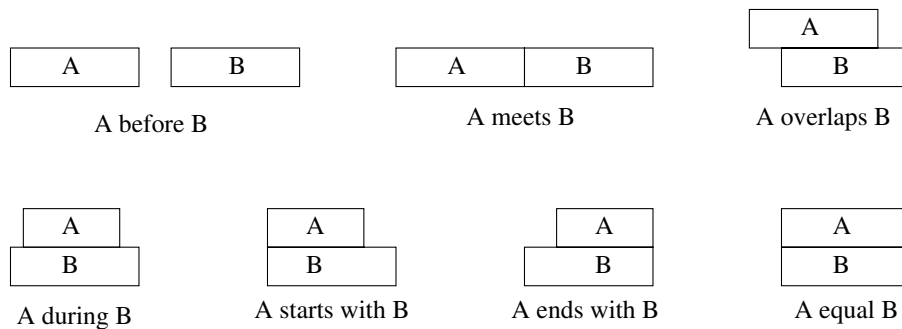 A B
A before B
A B
A meets B
A
B
A overlaps B
A
B
A during B
A
B
A starts with B
A
B
A ends with B
A
B
A equal B